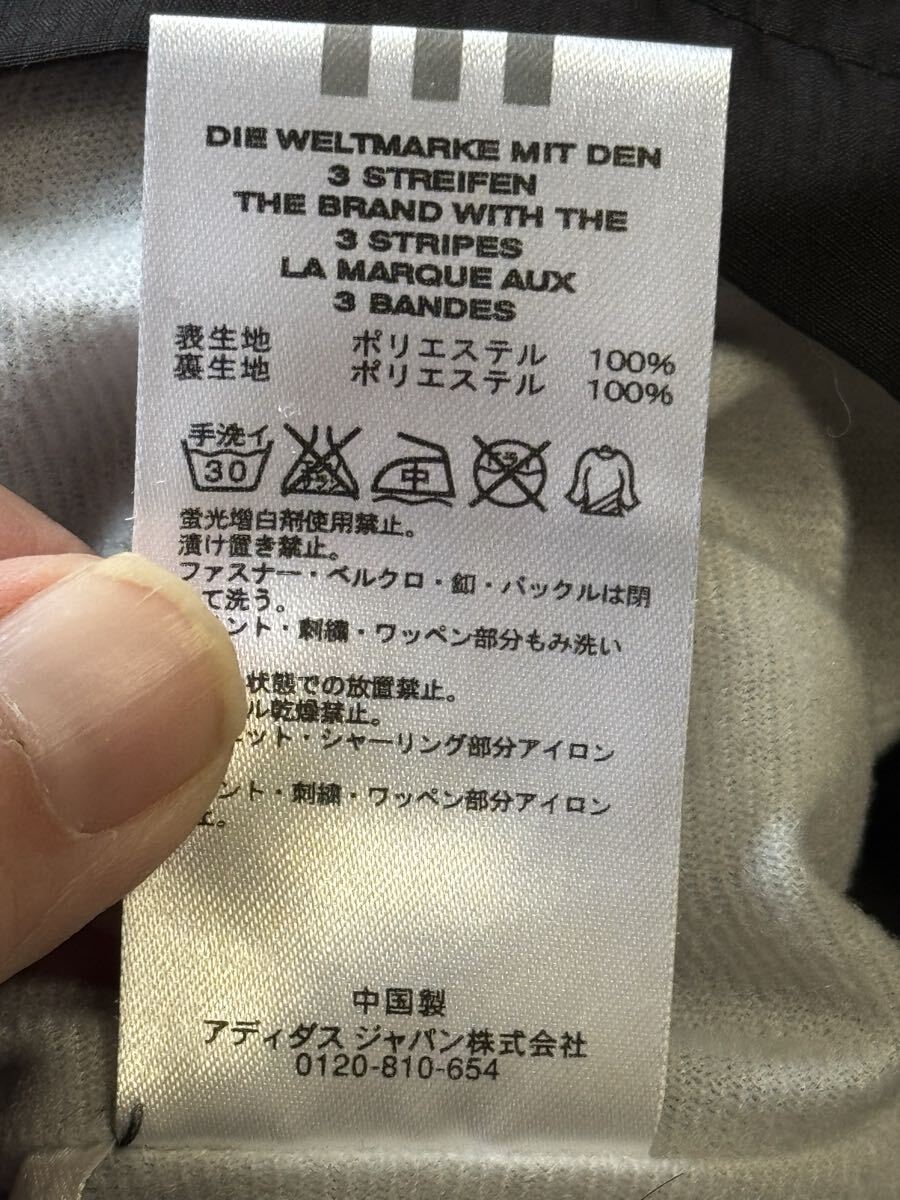 DIE WELTMARKE MIT DEN
3 STREIFEN
THE BRAND WITH THE
3 STRIPES
LA MARQUE AUX
3 BANDES
表生地 ポリエステル 100%
裏生地 ポリエステル 100%
手洗イ
30
中
ドライ
蛍光増白剤使用禁止。
漬け置き禁止。
ファスナー・ベルクロ・釦・バックルは閉
て洗う。
ント・刺繍・ワッペン部分もみ洗い
状態での放置禁止。
ル乾燥禁止。
ット・シャーリング部分アイロン
ント・刺繍・ワッペン部分アイロン
。
中国製
アディダス ジャパン株式会社
0120-810-654